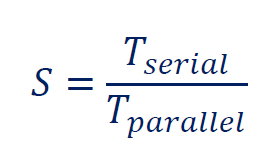 S = T_serial / T_parallel